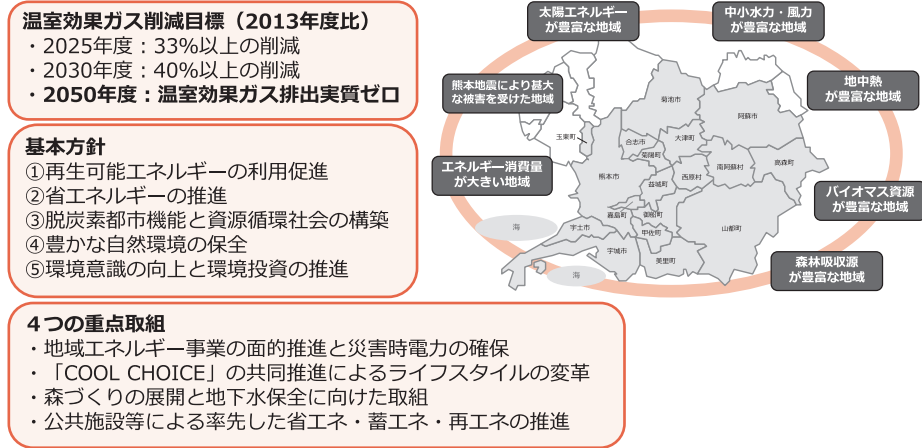 温室効果ガス削減目標（2013年度比）
・2025年度：33%以上の削減
・2030年度：40%以上の削減
・2050年度：温室効果ガス排出実質ゼロ
基本方針
①再生可能エネルギーの利用促進
②省エネルギーの推進
③脱炭素都市機能と資源循環社会の構築
④豊かな自然環境の保全
⑤環境意識の向上と環境投資の推進
４つの重点取組
・地域エネルギー事業の面的推進と災害時電力の確保
・「COOL CHOICE」の共同推進によるライフスタイルの変革
・森づくりの展開と地下水保全に向けた取組
・公共施設等による率先した省エネ・蓄エネ・再エネの推進
太陽エネルギー
が豊富な地域
中小水力・風力
が豊富な地域
熊本地震により甚大
な被害を受けた地域
地中熱
が豊富な地域
エネルギー消費量
が大きい地域
バイオマス資源
が豊富な地域
森林吸収源
が豊富な地域
菊池市
阿蘇市
玉東町
合志市
大津町
菊陽町
熊本市
西原村
南阿蘇村
高森町
益城町
嘉島町
御船町
山都町
宇土市
甲佐町
宇城市
美里町
海
海